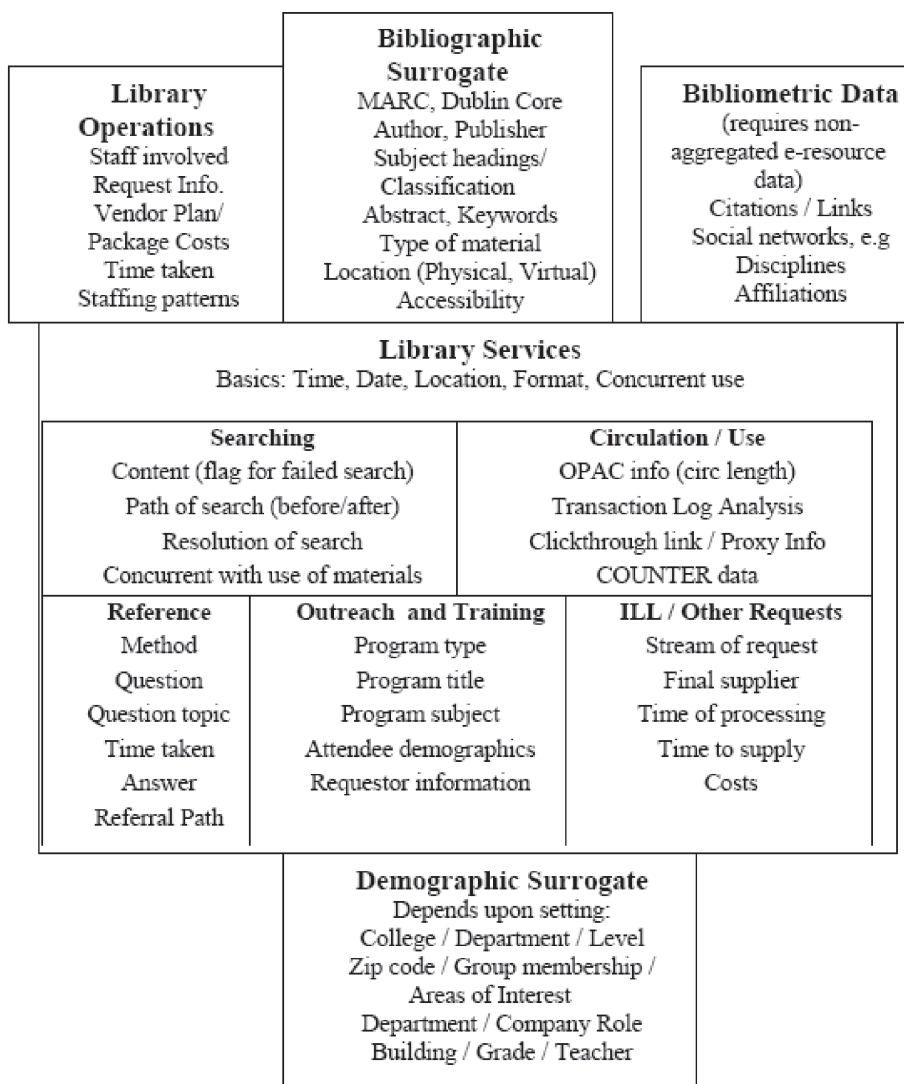 Library
Operations
Staff involved
Request Info.
Vendor Plan/
Package Costs
Time taken
Staffing patterns
Bibliographic
Surrogate
MARC, Dublin Core
Author, Publisher
Subject headings/
Classification
Abstract, Keywords
Type of material
Location (Physical, Virtual)
Accessibility
Bibliometric Data
(requires non-
aggregated e-resource
data)
Citations / Links
Social networks, e.g
Disciplines
Affiliations
Library Services
Basics: Time, Date, Location, Format, Concurrent use
Searching
Content (flag for failed search)
Path of search (before/after)
Resolution of search
Concurrent with use of materials
Circulation / Use
OPAC info (circ length)
Transaction Log Analysis
Clickthrough link / Proxy Info
COUNTER data
Reference
Method
Question
Question topic
Time taken
Answer
Referral Path
Outreach and Training
Program type
Program title
Program subject
Attendee demographics
Requestor information
ILL / Other Requests
Stream of request
Final supplier
Time of processing
Time to supply
Costs
Demographic Surrogate
Depends upon setting:
College / Department / Level
Zip code / Group membership /
Areas of Interest
Department / Company Role
Building / Grade / Teacher